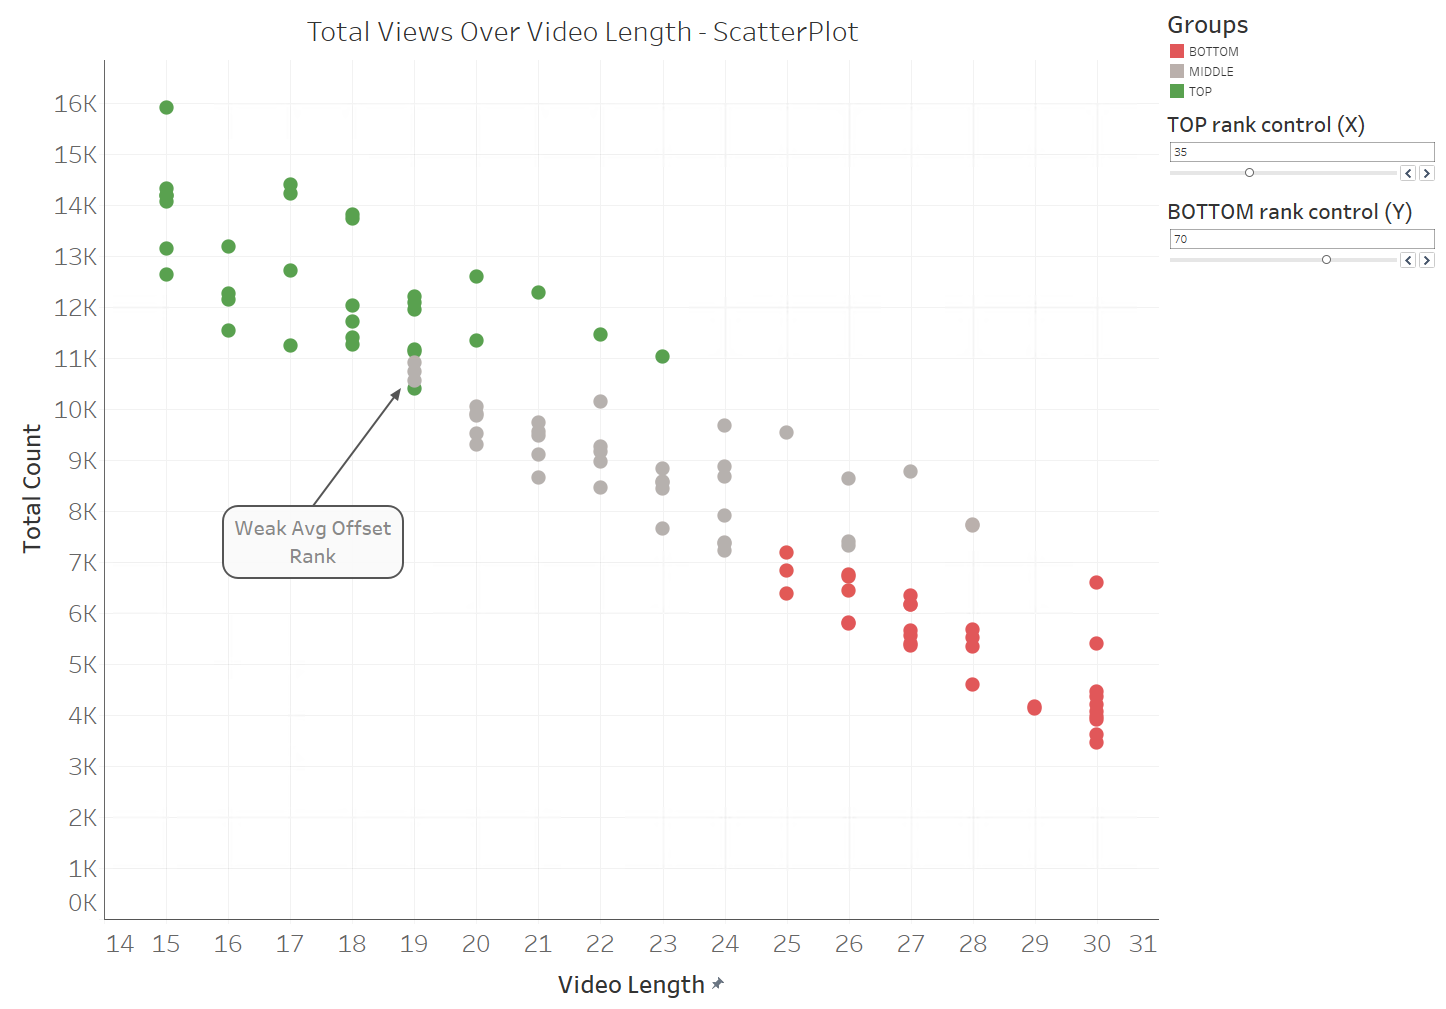 Total Views Over Video Length - ScatterPlot
Groups
BOTTOM
MIDDLE
TOP
TOP rank control (X)
35
BOTTOM rank control (Y)
70
Total Count
16K
15K
14K
13K
12K
11K
10K
9K
8K
7K
6K
5K
4K
3K
2K
1K
0K
Weak Avg Offset
Rank
14 15 16 17 18 19 20 21 22 23 24 25 26 27 28 29 30 31
Video Length